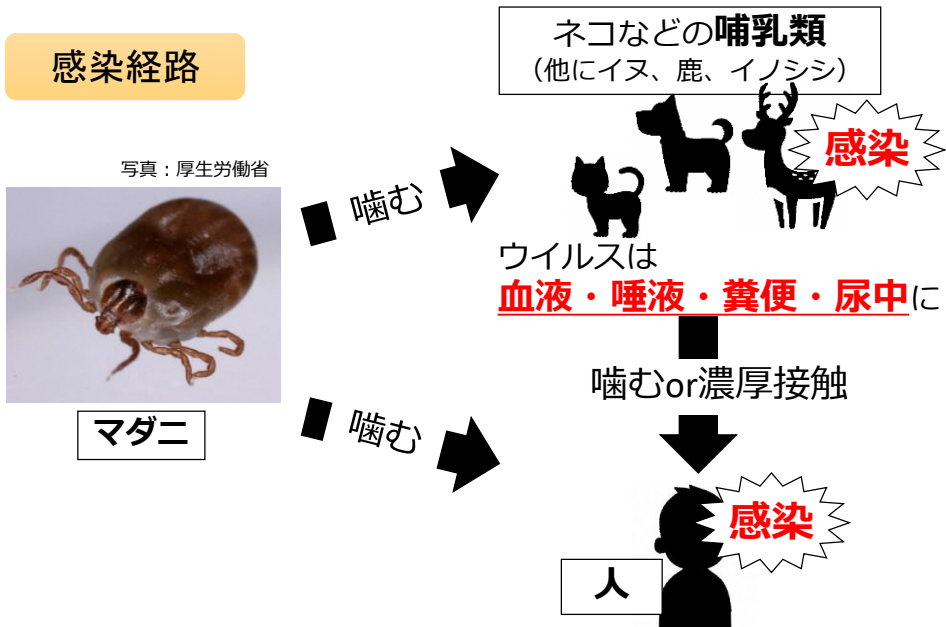 感染経路
ネコなどの哺乳類
（他にイヌ、鹿、イノシシ）
感染
写真：厚生労働省
噛む
ウイルスは
血液・唾液・糞便・尿中に
噛むor濃厚接触
マダニ
噛む
感染
人